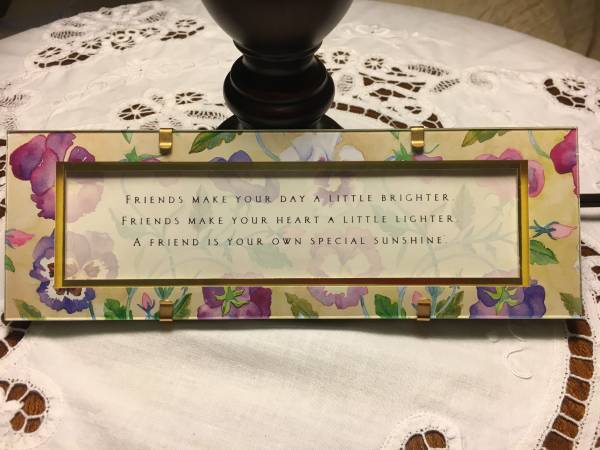 Friends make your day a little brighter.
Friends make your heart a little lighter.
A friend is your own special sunshine.